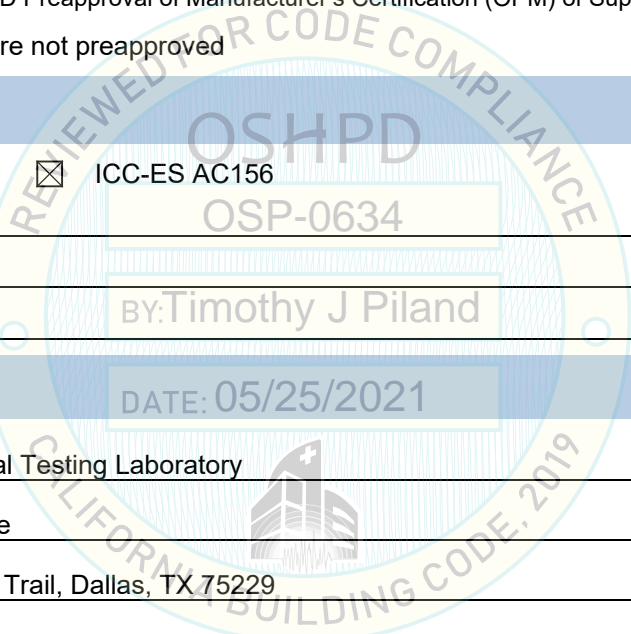 D Preapproval of Manufacturer's Certification (OPM) of Sup
re not preapproved
REVIEWED FOR CODE COMPLIANCE
OSHPD
ICC-ES AC156
OSP-0634
BY:Timothy J Piland
DATE: 05/25/2021
al Testing Laboratory
e
Trail, Dallas, TX 75229
CALIFORNIA BUILDING CODE, 2019